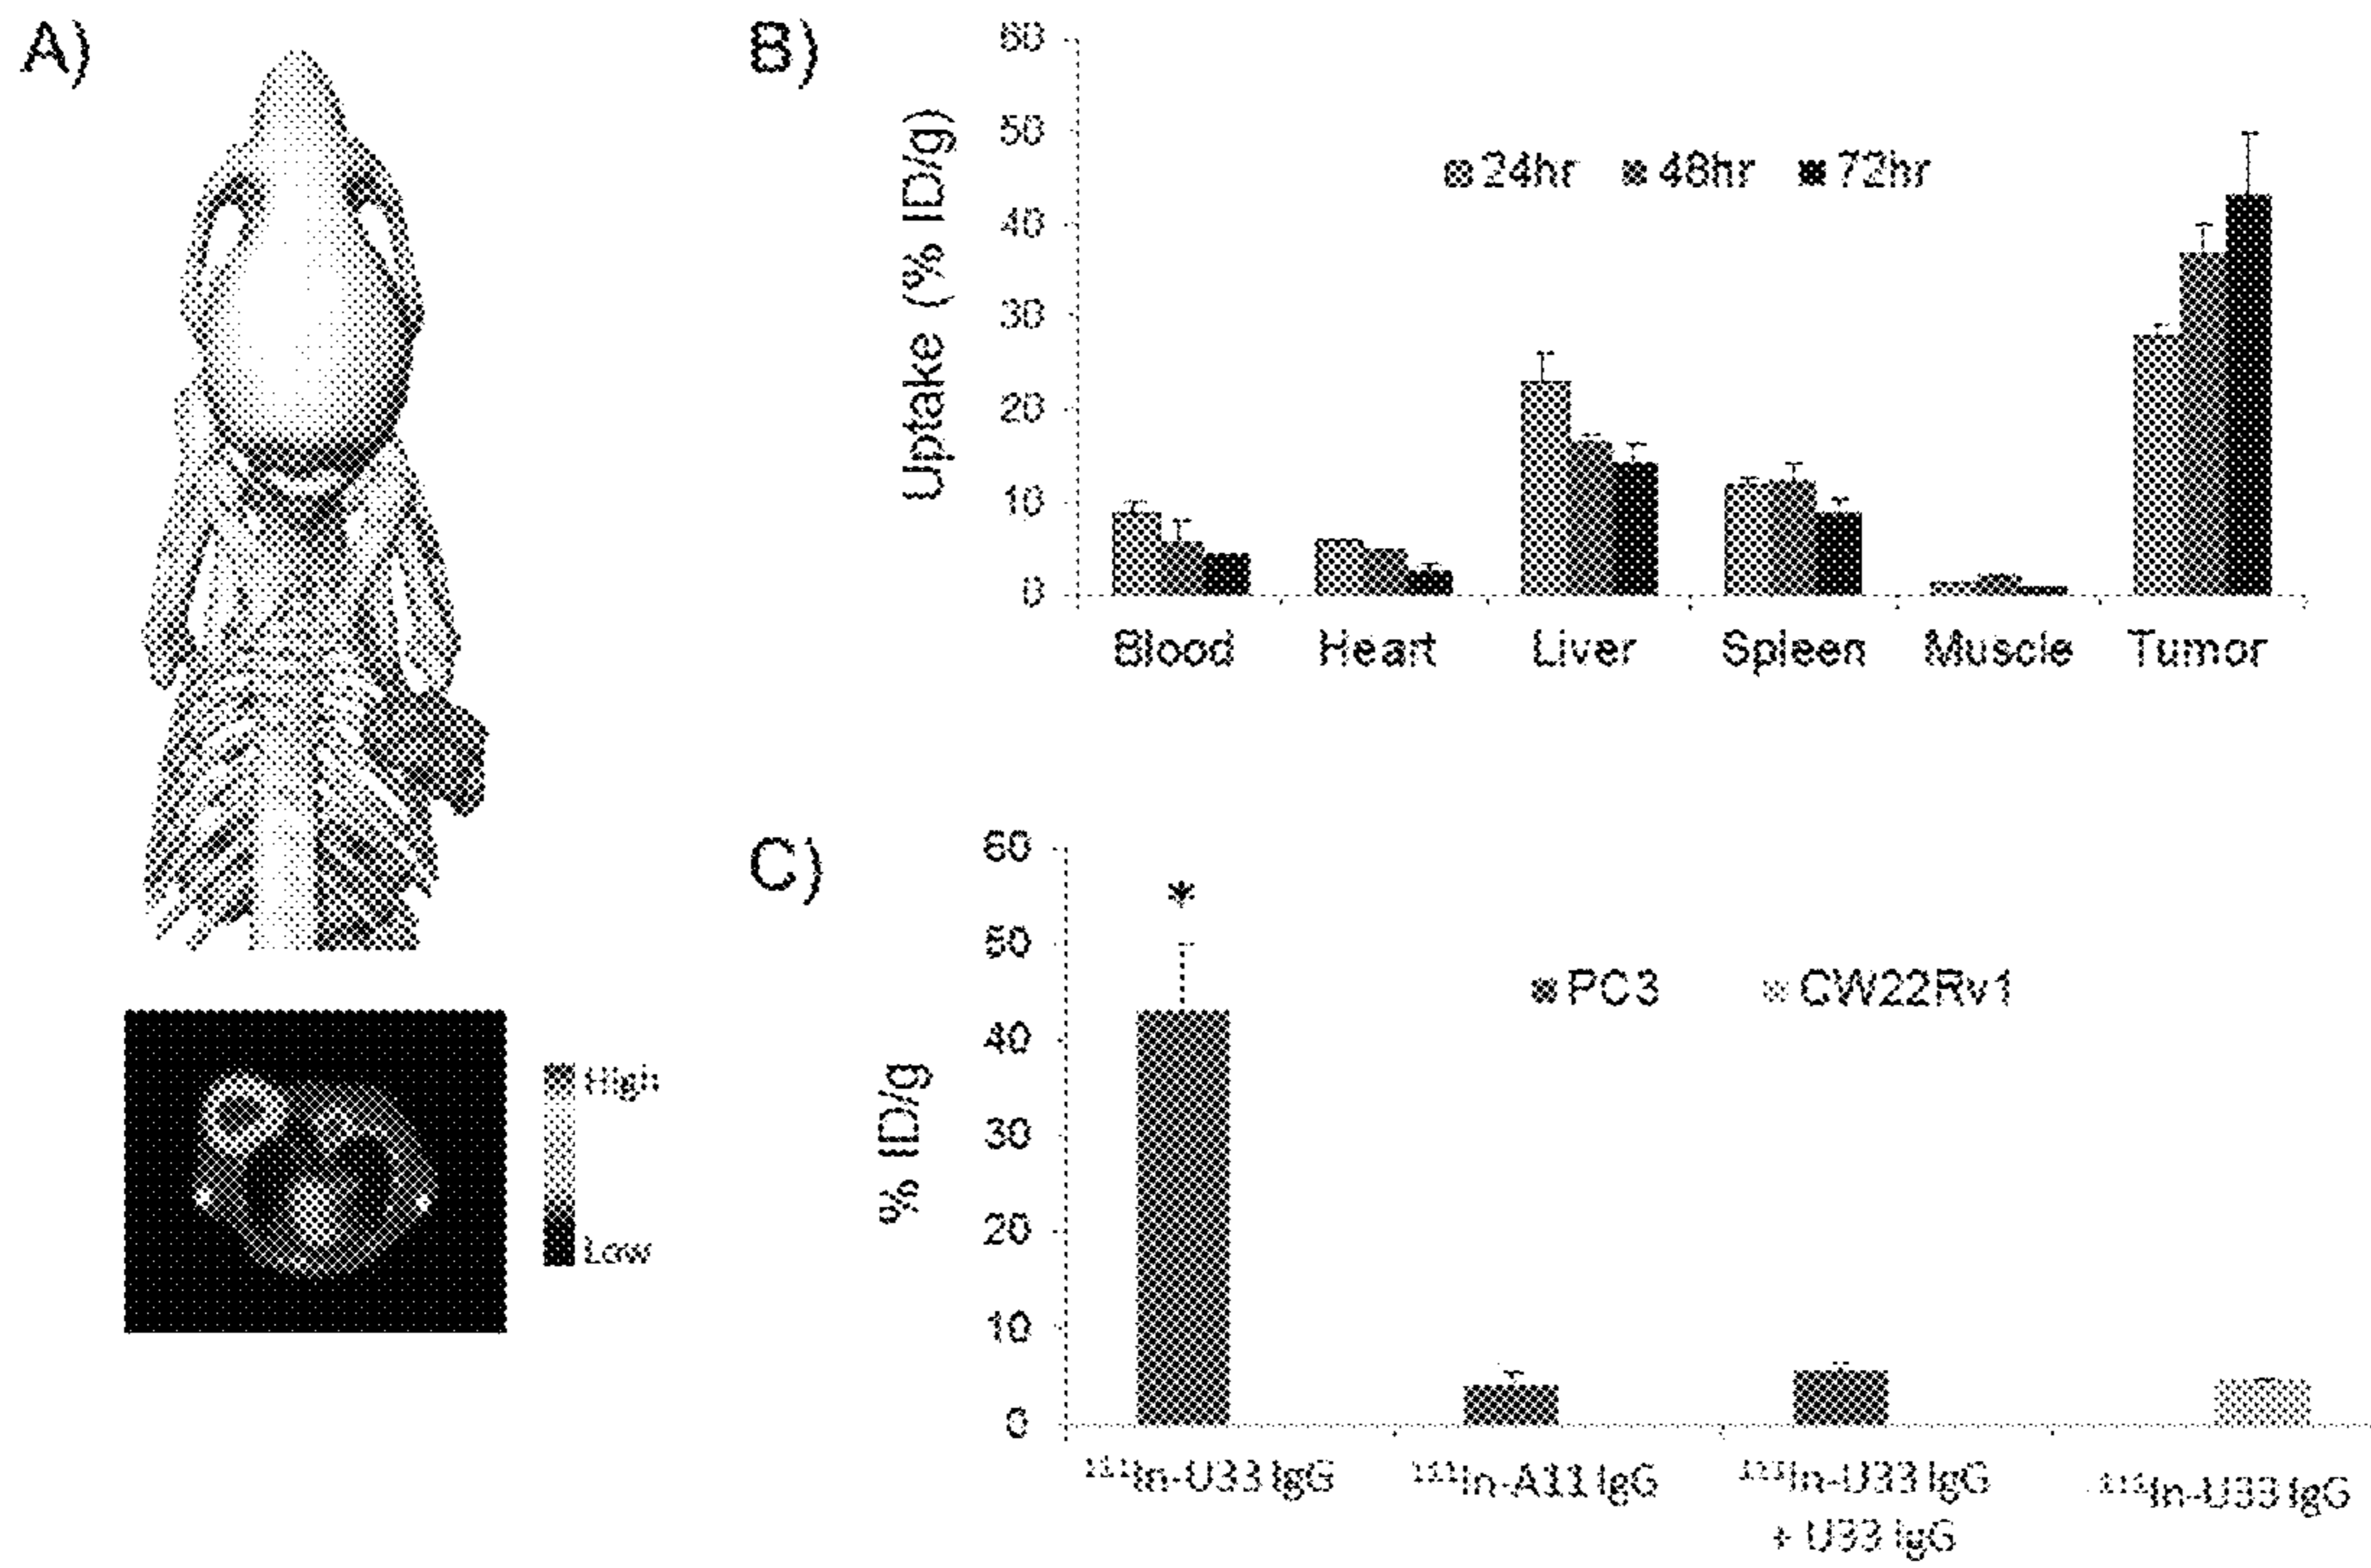 A)
High
Low
B)
Uptake (% ID/g)
60
50
40
30
20
10
0
24hr 48hr 72hr
Blood Heart Liver Spleen Muscle Tumor
C)
% ID/g
60
50
40
30
20
10
0
*
PC3 CW22Rv1
¹¹¹In-U33 IgG ¹¹¹In-A11 IgG ¹¹¹In-U33 IgG ¹¹¹In-U33 IgG
+ U33 IgG